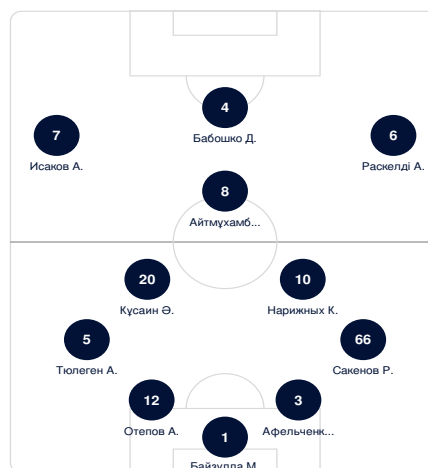 4
Бабошко Д.
7
Исаков А.
6
Раскелді А.
8
Айтмұхамб...
20
Құсаин Ә.
10
Нарижных К.
5
Тюлеген А.
66
Сакенов Р.
12
Отепов А.
3
Афельченк...
1
Байзулла М.